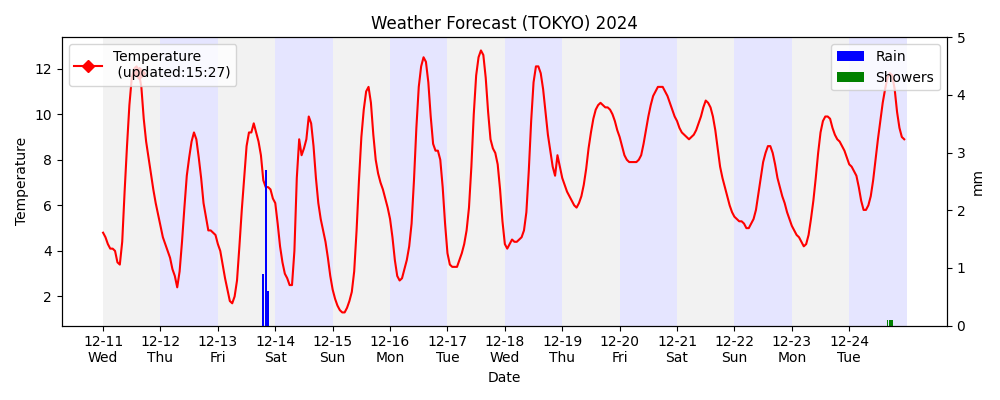 Weather Forecast (TOKYO) 2024
Temperature
(updated:15:27)
Rain
Showers
Temperature
12
10
8
6
4
2
5
4
3
2
1
0
mm
12-11 12-12 12-13 12-14 12-15 12-16 12-17 12-18 12-19 12-20 12-21 12-22 12-23 12-24
Wed Thu Fri Sat Sun Mon Tue Wed Thu Fri Sat Sun Mon Tue
Date